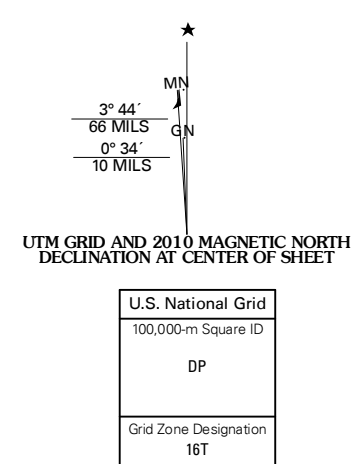 ★
MN
3° 44´
66 MILS
GN
0° 34´
10 MILS
UTM GRID AND 2010 MAGNETIC NORTH
DECLINATION AT CENTER OF SHEET
U.S. National Grid
100,000-m Square ID
DP
Grid Zone Designation
16T